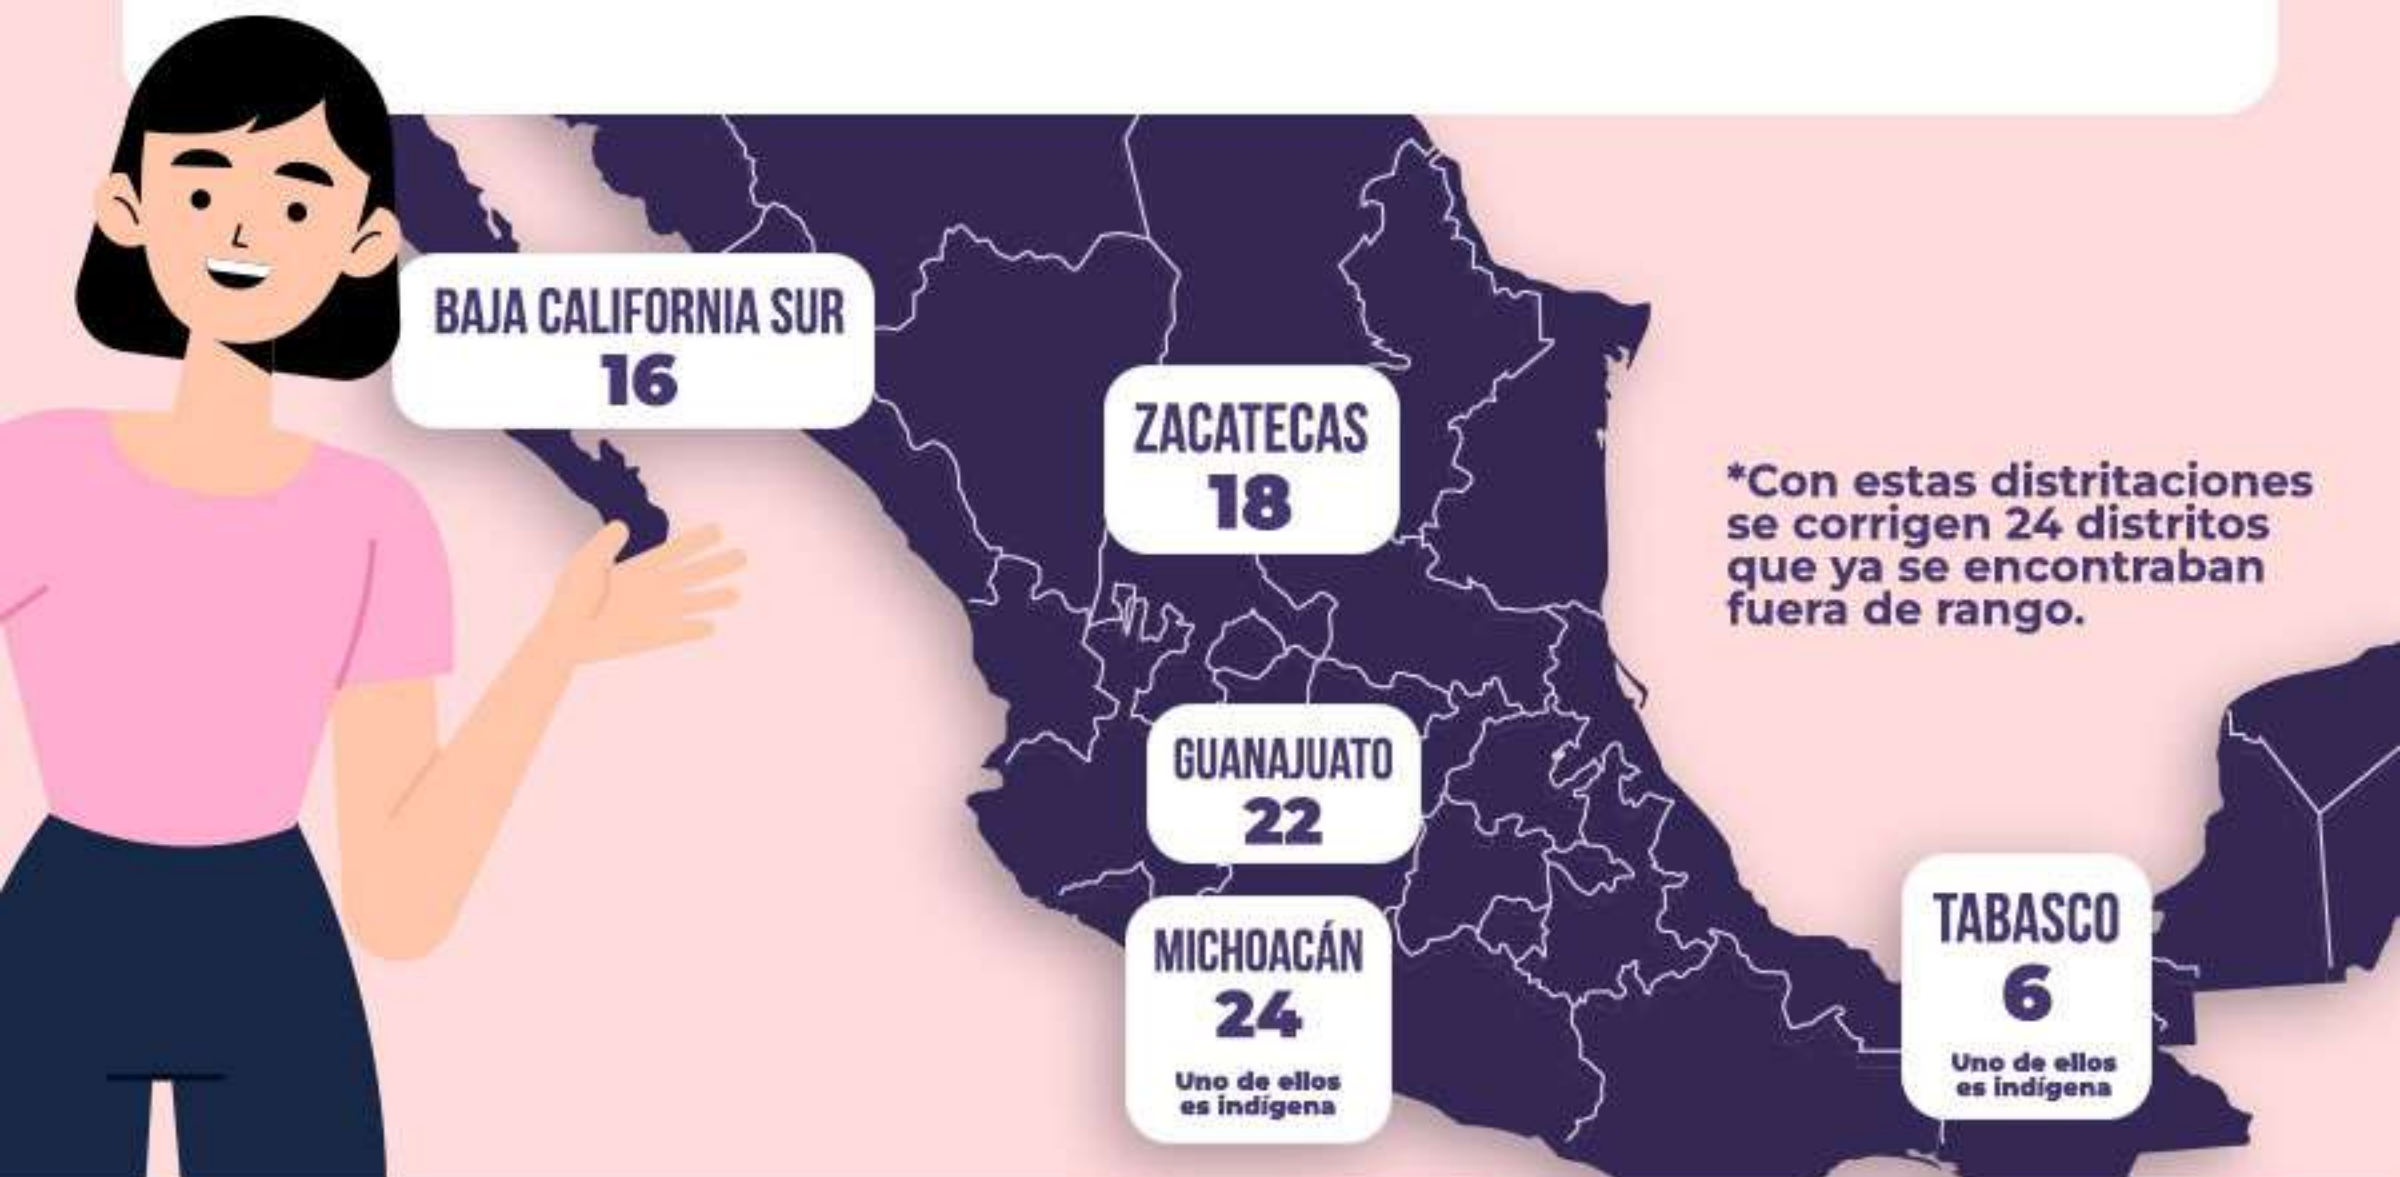 BAJA CALIFORNIA SUR
16
ZACATECAS
18
*Con estas distritaciones
se corrigen 24 distritos
que ya se encontraban
fuera de rango.
GUANAJUATO
22
MICHOACÁN
24
Uno de ellos
es indígena
TABASCO
6
Uno de ellos
es indígena